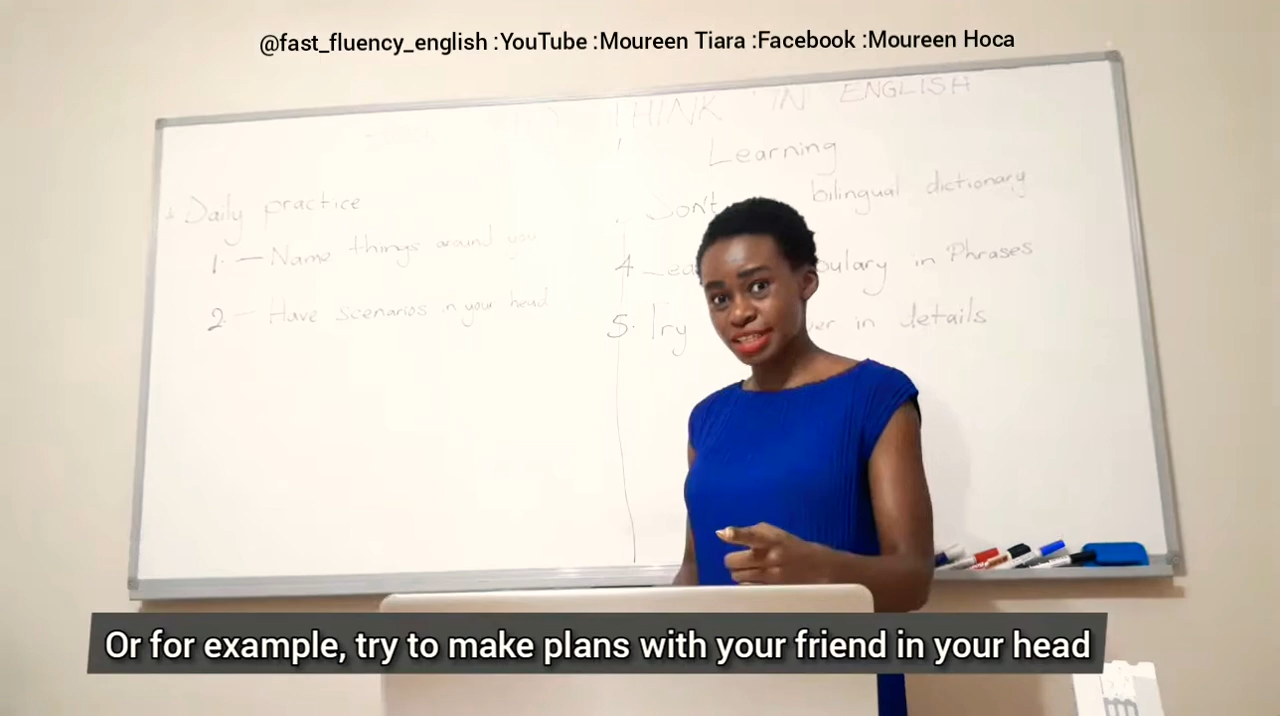 @fast_fluency_english :YouTube :Moureen Tiara :Facebook :Moureen Hoca
THINK IN ENGLISH
Learning
* Daily practice
1. — Name things around you
2 — Have scenarios in your head
Don't bilingual dictionary
4 in Phrases
5. Try in details
Or for example, try to make plans with your friend in your head